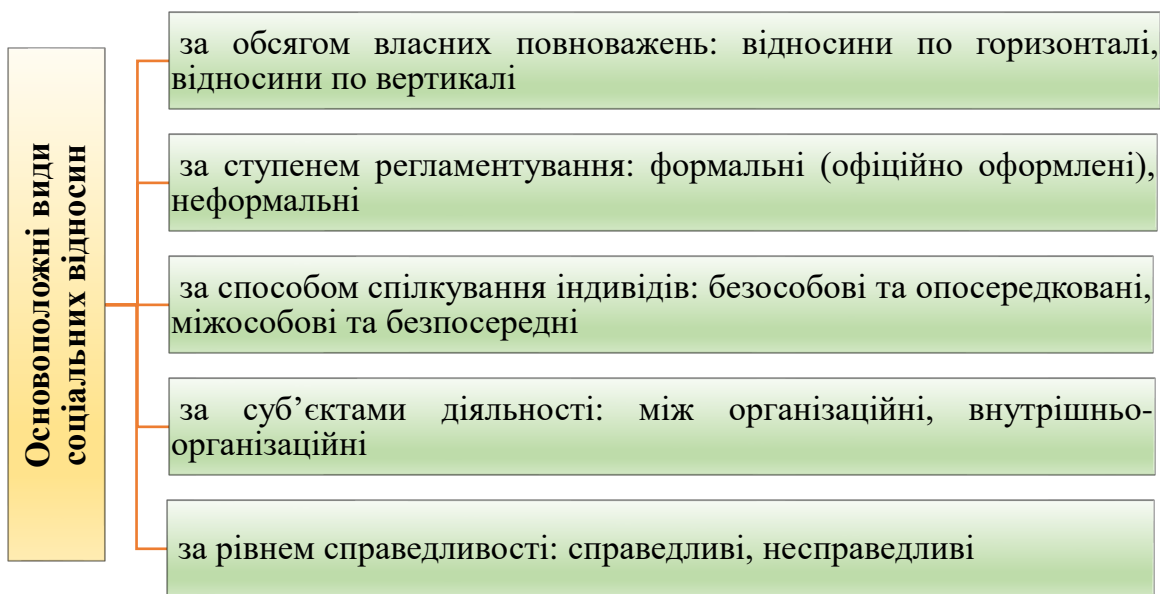 Основоположні види
соціальних відносин
за обсягом власних повноважень: відносини по горизонталі,
відносини по вертикалі
за ступенем регламентування: формальні (офіційно оформлені),
неформальні
за способом спілкування індивідів: безособові та опосередковані,
міжособові та безпосередні
за суб’єктами діяльності: між організаційні, внутрішньо-
організаційні
за рівнем справедливості: справедливі, несправедливі